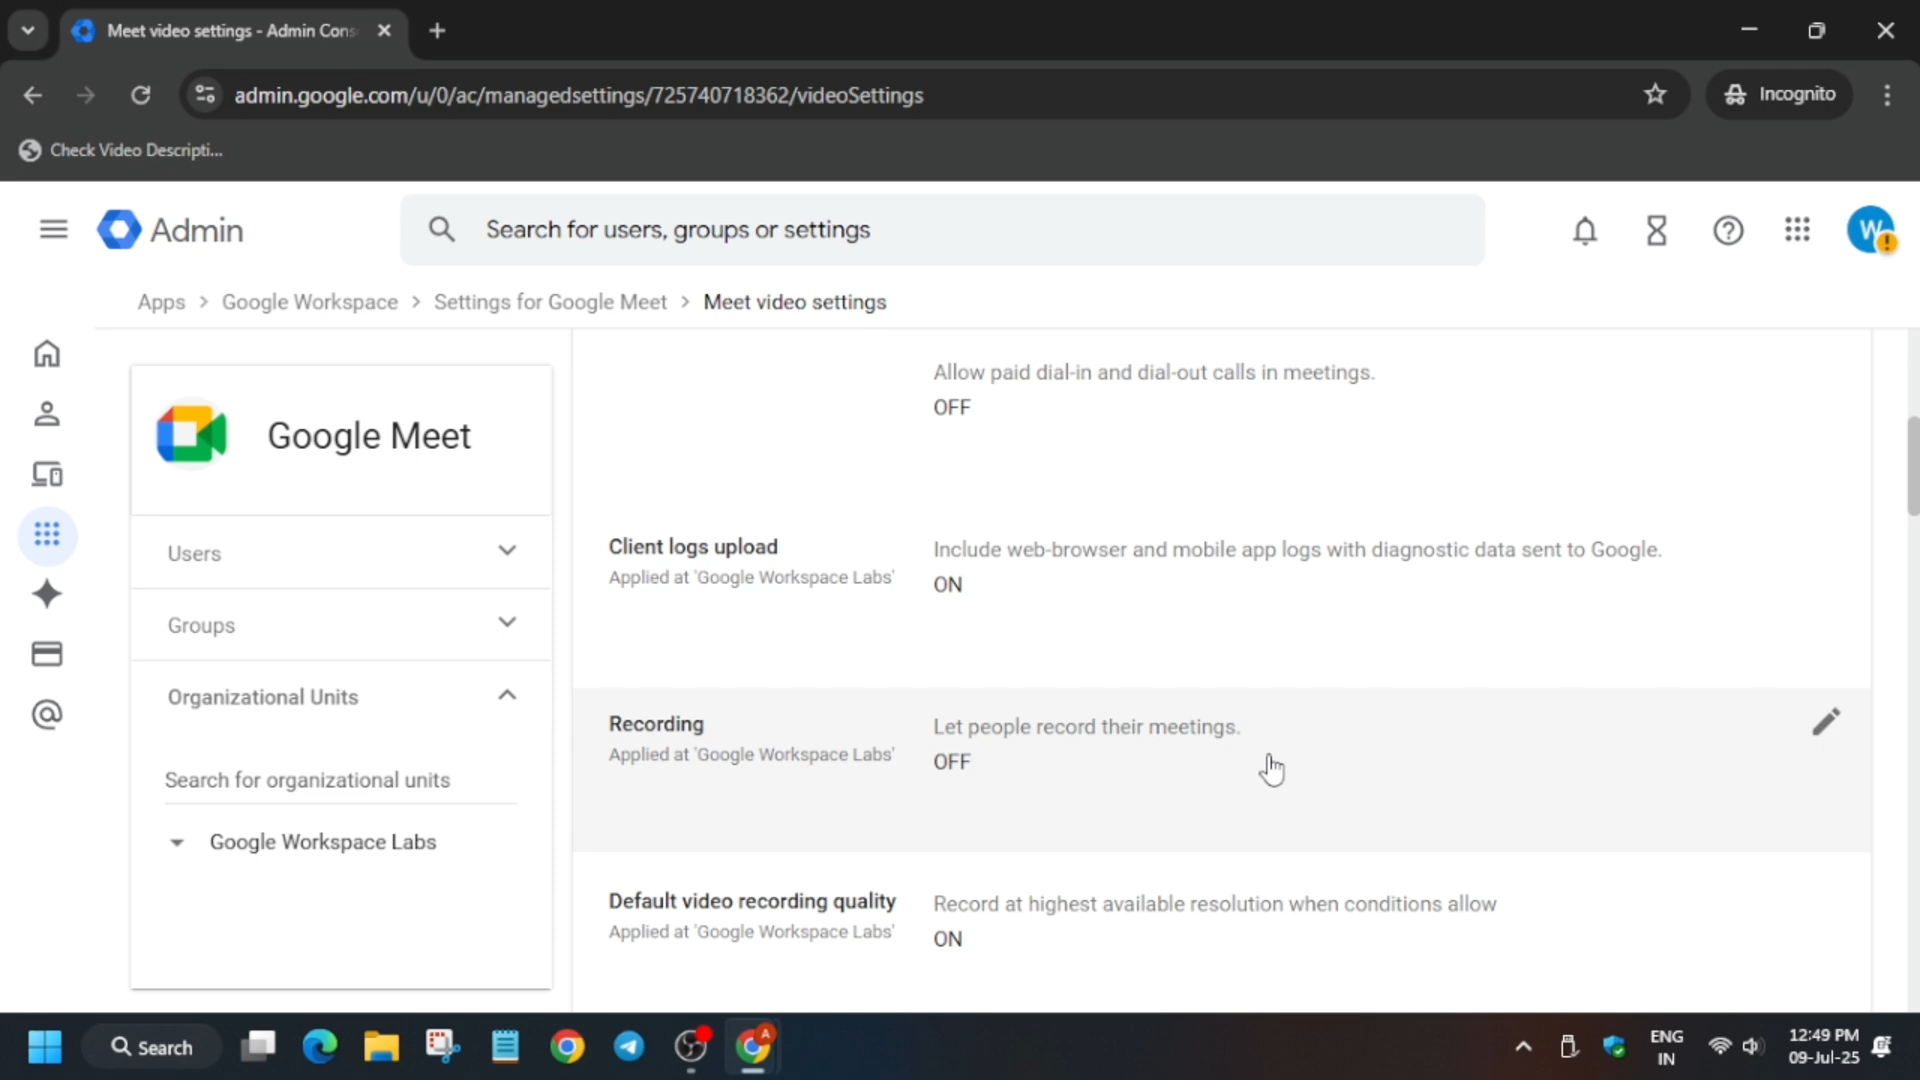 Meet video settings - Admin Cons
admin.google.com/u/0/ac/managedsettings/725740718362/videoSettings
Incognito
Check Video Descripti...
Admin
Search for users, groups or settings
W
Apps > Google Workspace > Settings for Google Meet > Meet video settings
Google Meet
Users
Groups
Organizational Units
Search for organizational units
Google Workspace Labs
Allow paid dial-in and dial-out calls in meetings.
OFF
Client logs upload
Applied at 'Google Workspace Labs'
Include web-browser and mobile app logs with diagnostic data sent to Google.
ON
Recording
Applied at 'Google Workspace Labs'
Let people record their meetings.
OFF
Default video recording quality
Applied at 'Google Workspace Labs'
Record at highest available resolution when conditions allow
ON
Search
A
ENG
IN
12:49 PM
09-Jul-25